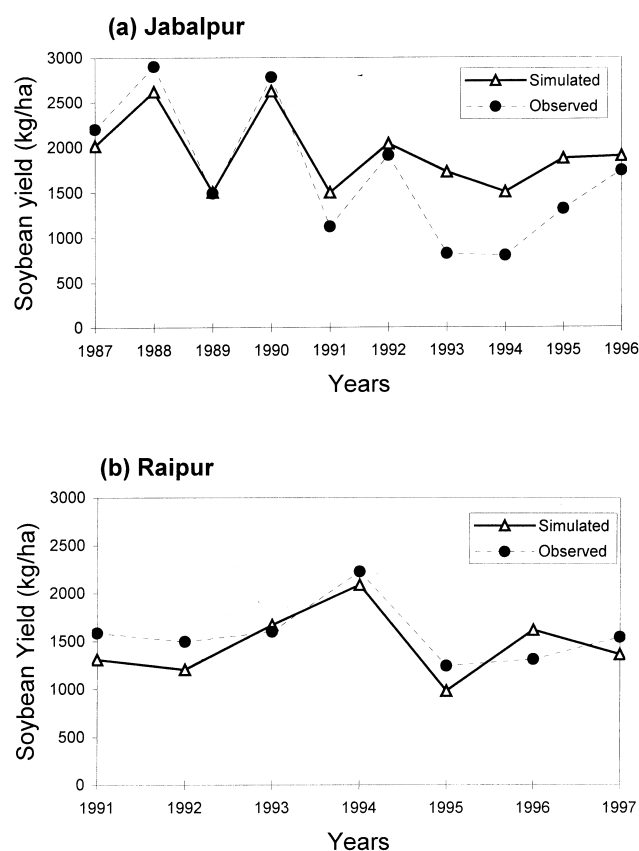 (a) Jabalpur
Soybean yield (kg/ha)
3000
2500
2000
1500
1000
500
0
Simulated
Observed
1987 1988 1989 1990 1991 1992 1993 1994 1995 1996
Years
(b) Raipur
Soybean Yield (kg/ha)
3000
2500
2000
1500
1000
500
0
Simulated
Observed
1991 1992 1993 1994 1995 1996 1997
Years